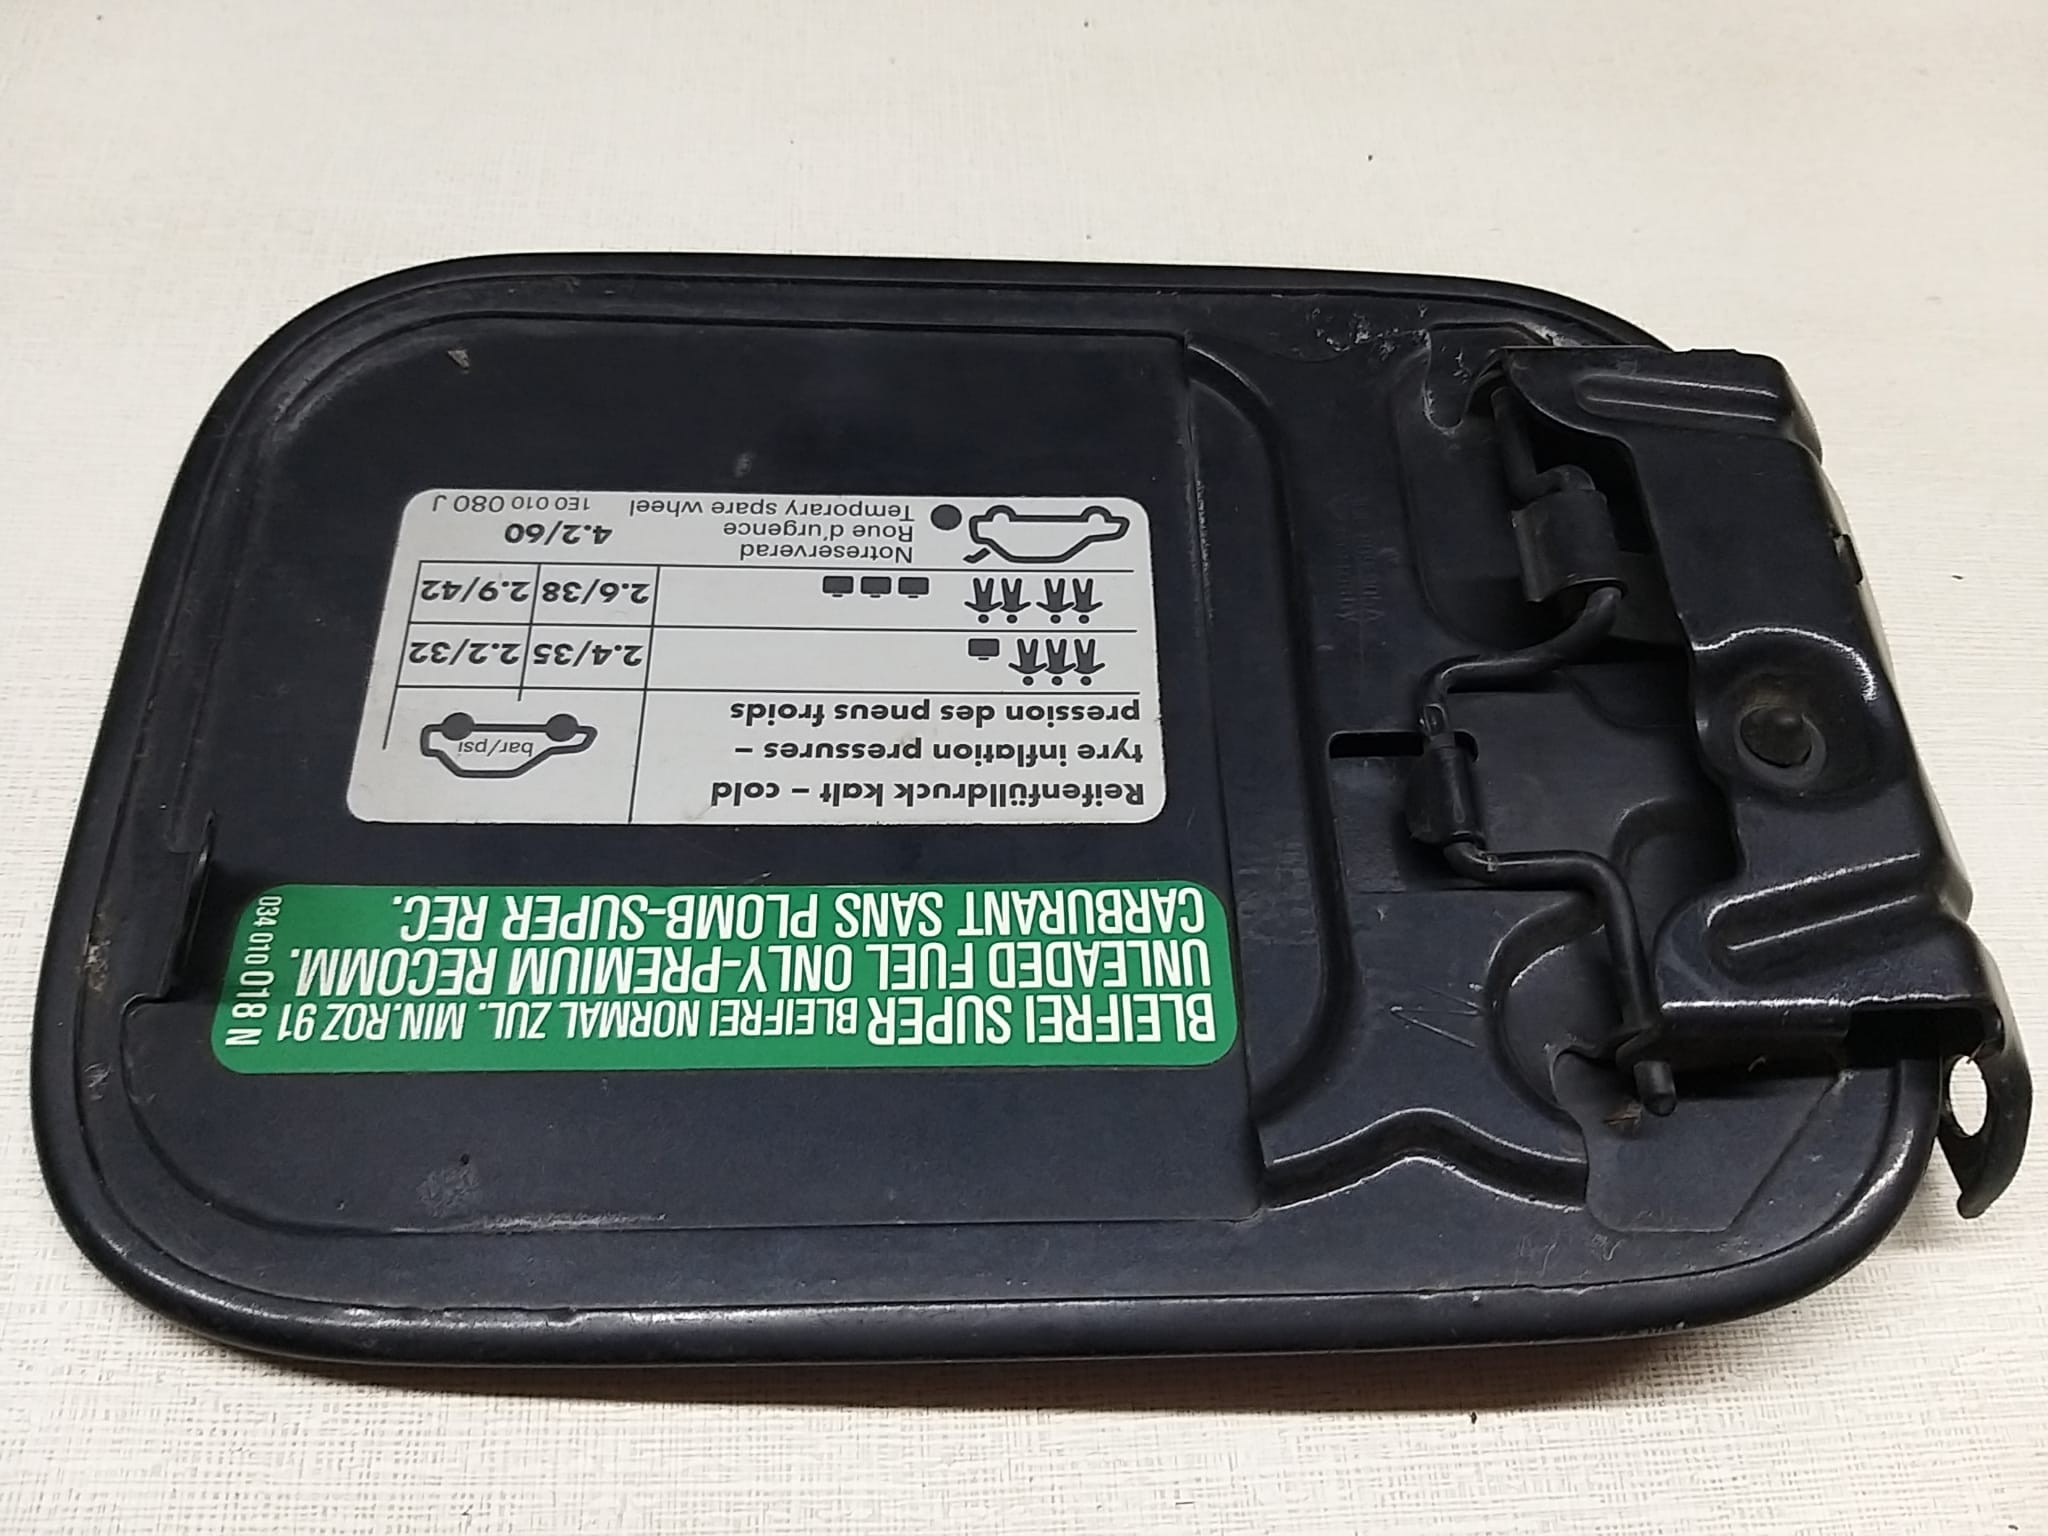 BLEIFREI SUPER BLEIFREI NORMAL ZUL. MIN.ROZ 91
UNLEADED FUEL ONLY-PREMIUM RECOMM.
CARBURANT SANS PLOMB-SUPER REC.
034 010 018 N
Reifenfülldruck kalt – cold
tyre inflation pressures –
pression des pneus froids
bar/psi
2.4/35 2.2/32
2.6/38 2.9/42
Notreserverad
Roue d'urgence
Temporary spare wheel
4.2/60
1E0 010 080 J